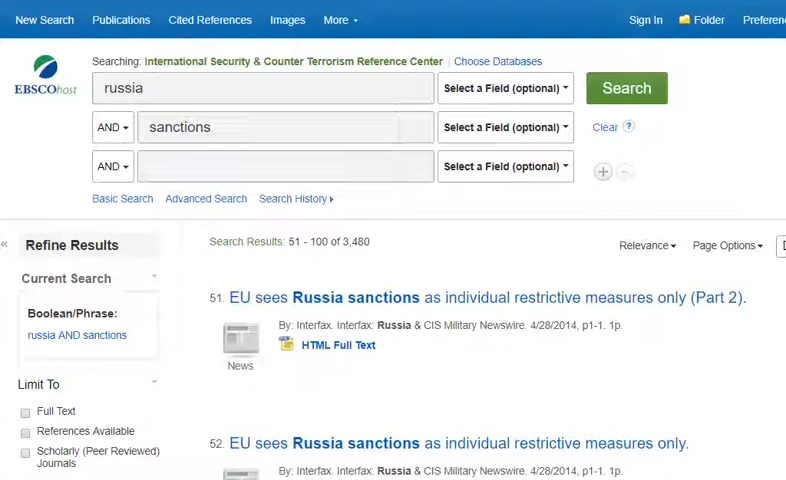 New Search Publications Cited References Images More Sign In Folder
Searching: International Security & Counter Terrorism Reference Center Choose Databases
EBSCOhost
russia Select a Field (optional) Search
AND sanctions Select a Field (optional) Clear ?
AND Select a Field (optional)
Basic Search Advanced Search Search History
« Refine Results
Search Results: 51 - 100 of 3,480 Relevance Page Options
Current Search
Boolean/Phrase:
russia AND sanctions
Limit To
Full Text
References Available
Scholarly (Peer Reviewed)
Journals
51. EU sees Russia sanctions as individual restrictive measures only (Part 2).
By: Interfax. Interfax: Russia & CIS Military Newswire. 4/28/2014, p1-1. 1p.
HTML Full Text
News
52. EU sees Russia sanctions as individual restrictive measures only.
By: Interfax. Interfax: Russia & CIS Military Newswire. 4/28/2014, p1-1. 1p.